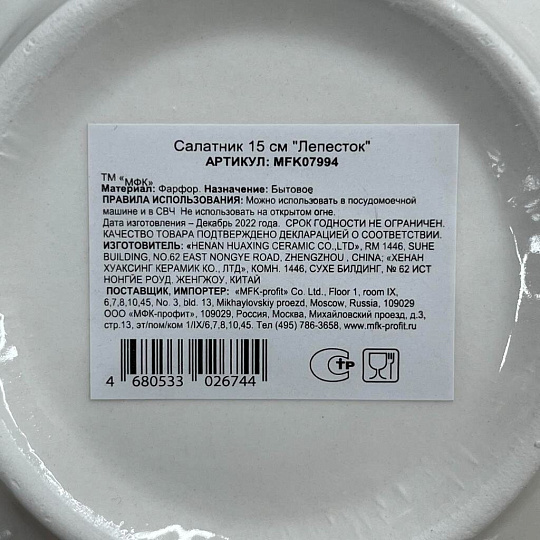 Салатник 15 см "Лепесток"
АРТИКУЛ: MFK07994
ТМ «МФК»
Материал: Фарфор. Назначение: Бытовое
ПРАВИЛА ИСПОЛЬЗОВАНИЯ: Можно использовать в посудомоечной
машине и в СВЧ Не использовать на открытом огне.
Дата изготовления – Декабрь 2022 года. СРОК ГОДНОСТИ НЕ ОГРАНИЧЕН.
КАЧЕСТВО ТОВАРА ПОДТВЕРЖДЕНО ДЕКЛАРАЦИЕЙ О СООТВЕТСТВИИ.
ИЗГОТОВИТЕЛЬ: «HENAN HUAXING CERAMIC CO.,LTD», RM 1446, SUHE
BUILDING, NO.62 EAST NONGYE ROAD, ZHENGZHOU , CHINA; «ХЕНАН
ХУАКСИНГ КЕРАМИК КО., ЛТД», КОМН. 1446, СУХЕ БИЛДИНГ, № 62 ИСТ
НОНГЙЕ РОУД, ЖЕНГЖОУ, КИТАЙ
ПОСТАВЩИК, ИМПОРТЕР: «MFK-profit» Co. Ltd., Floor 1, room IX,
6,7,8,10,45, No. 3, bld. 13, Mikhaylovskiy proezd, Moscow, Russia, 109029
ООО «МФК-профит», 109029, Россия, Москва, Михайловский проезд, д.3,
стр.13, эт/пом/ком 1/IX/6,7,8,10,45. Тел (495) 786-3658, www.mfk-profit.ru
4 680533 026744
СТР